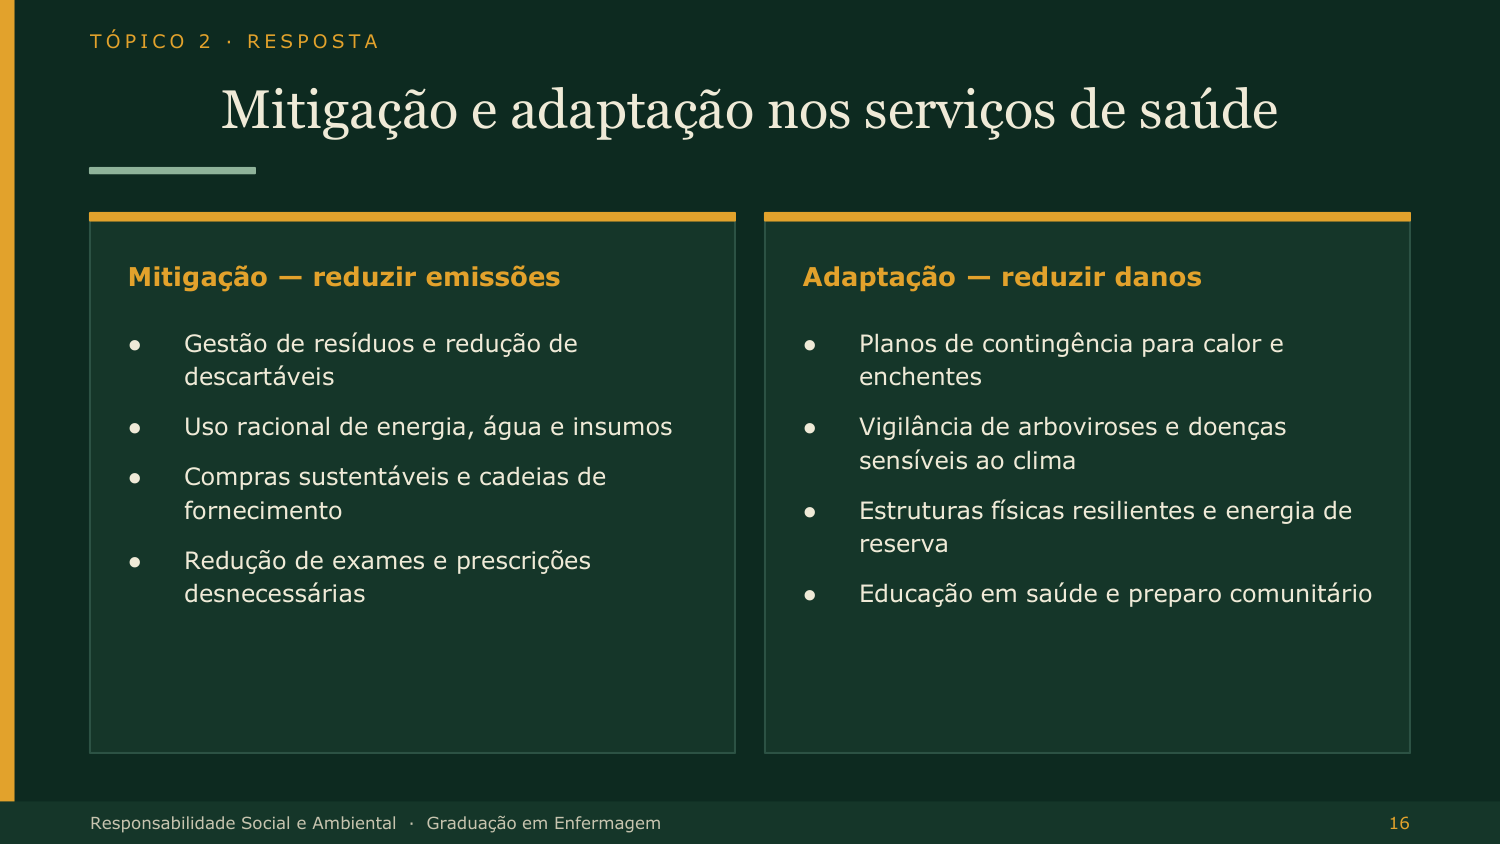 TÓPICO 2 · RESPOSTA
Mitigação e adaptação nos serviços de saúde
Mitigação — reduzir emissões
● Gestão de resíduos e redução de
descartáveis
● Uso racional de energia, água e insumos
● Compras sustentáveis e cadeias de
fornecimento
● Redução de exames e prescrições
desnecessárias
Adaptação — reduzir danos
● Planos de contingência para calor e
enchentes
● Vigilância de arboviroses e doenças
sensíveis ao clima
● Estruturas físicas resilientes e energia de
reserva
● Educação em saúde e preparo comunitário
Responsabilidade Social e Ambiental · Graduação em Enfermagem
16